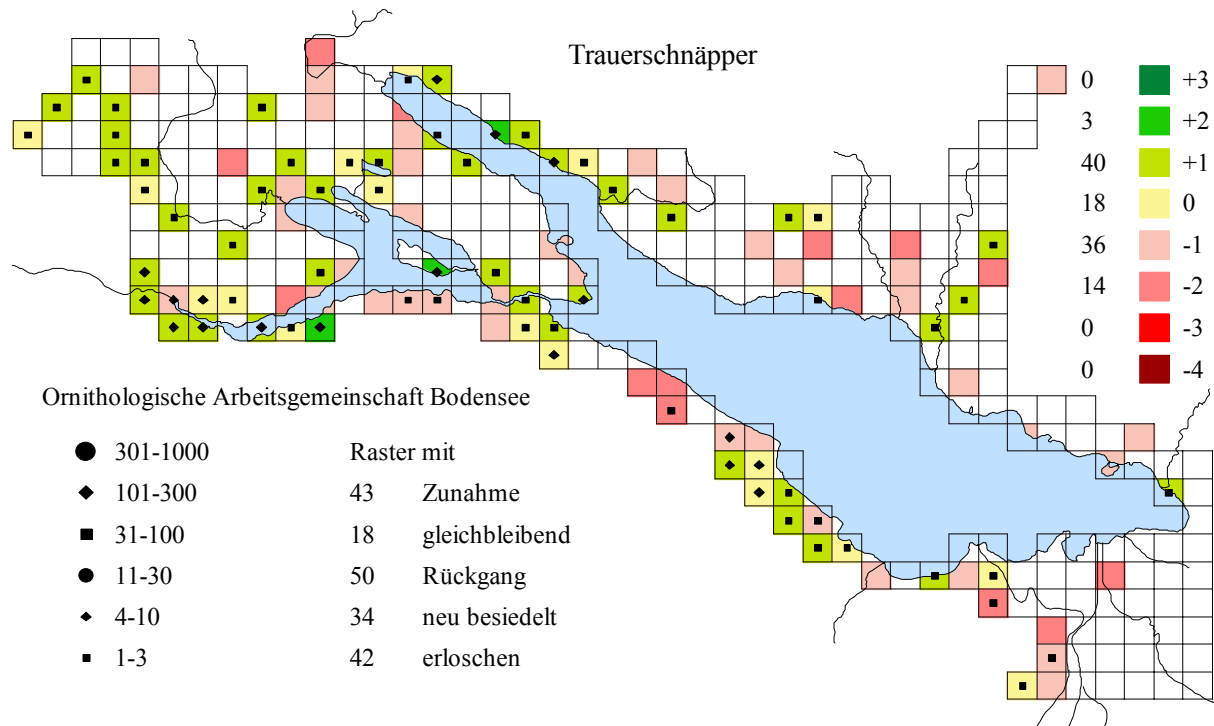 Trauerschnäpper
0 +3
3 +2
40 +1
18 0
36 -1
14 -2
0 -3
0 -4
Ornithologische Arbeitsgemeinschaft Bodensee
301-1000 Raster mit
101-300 43 Zunahme
31-100 18 gleichbleibend
11-30 50 Rückgang
4-10 34 neu besiedelt
1-3 42 erloschen